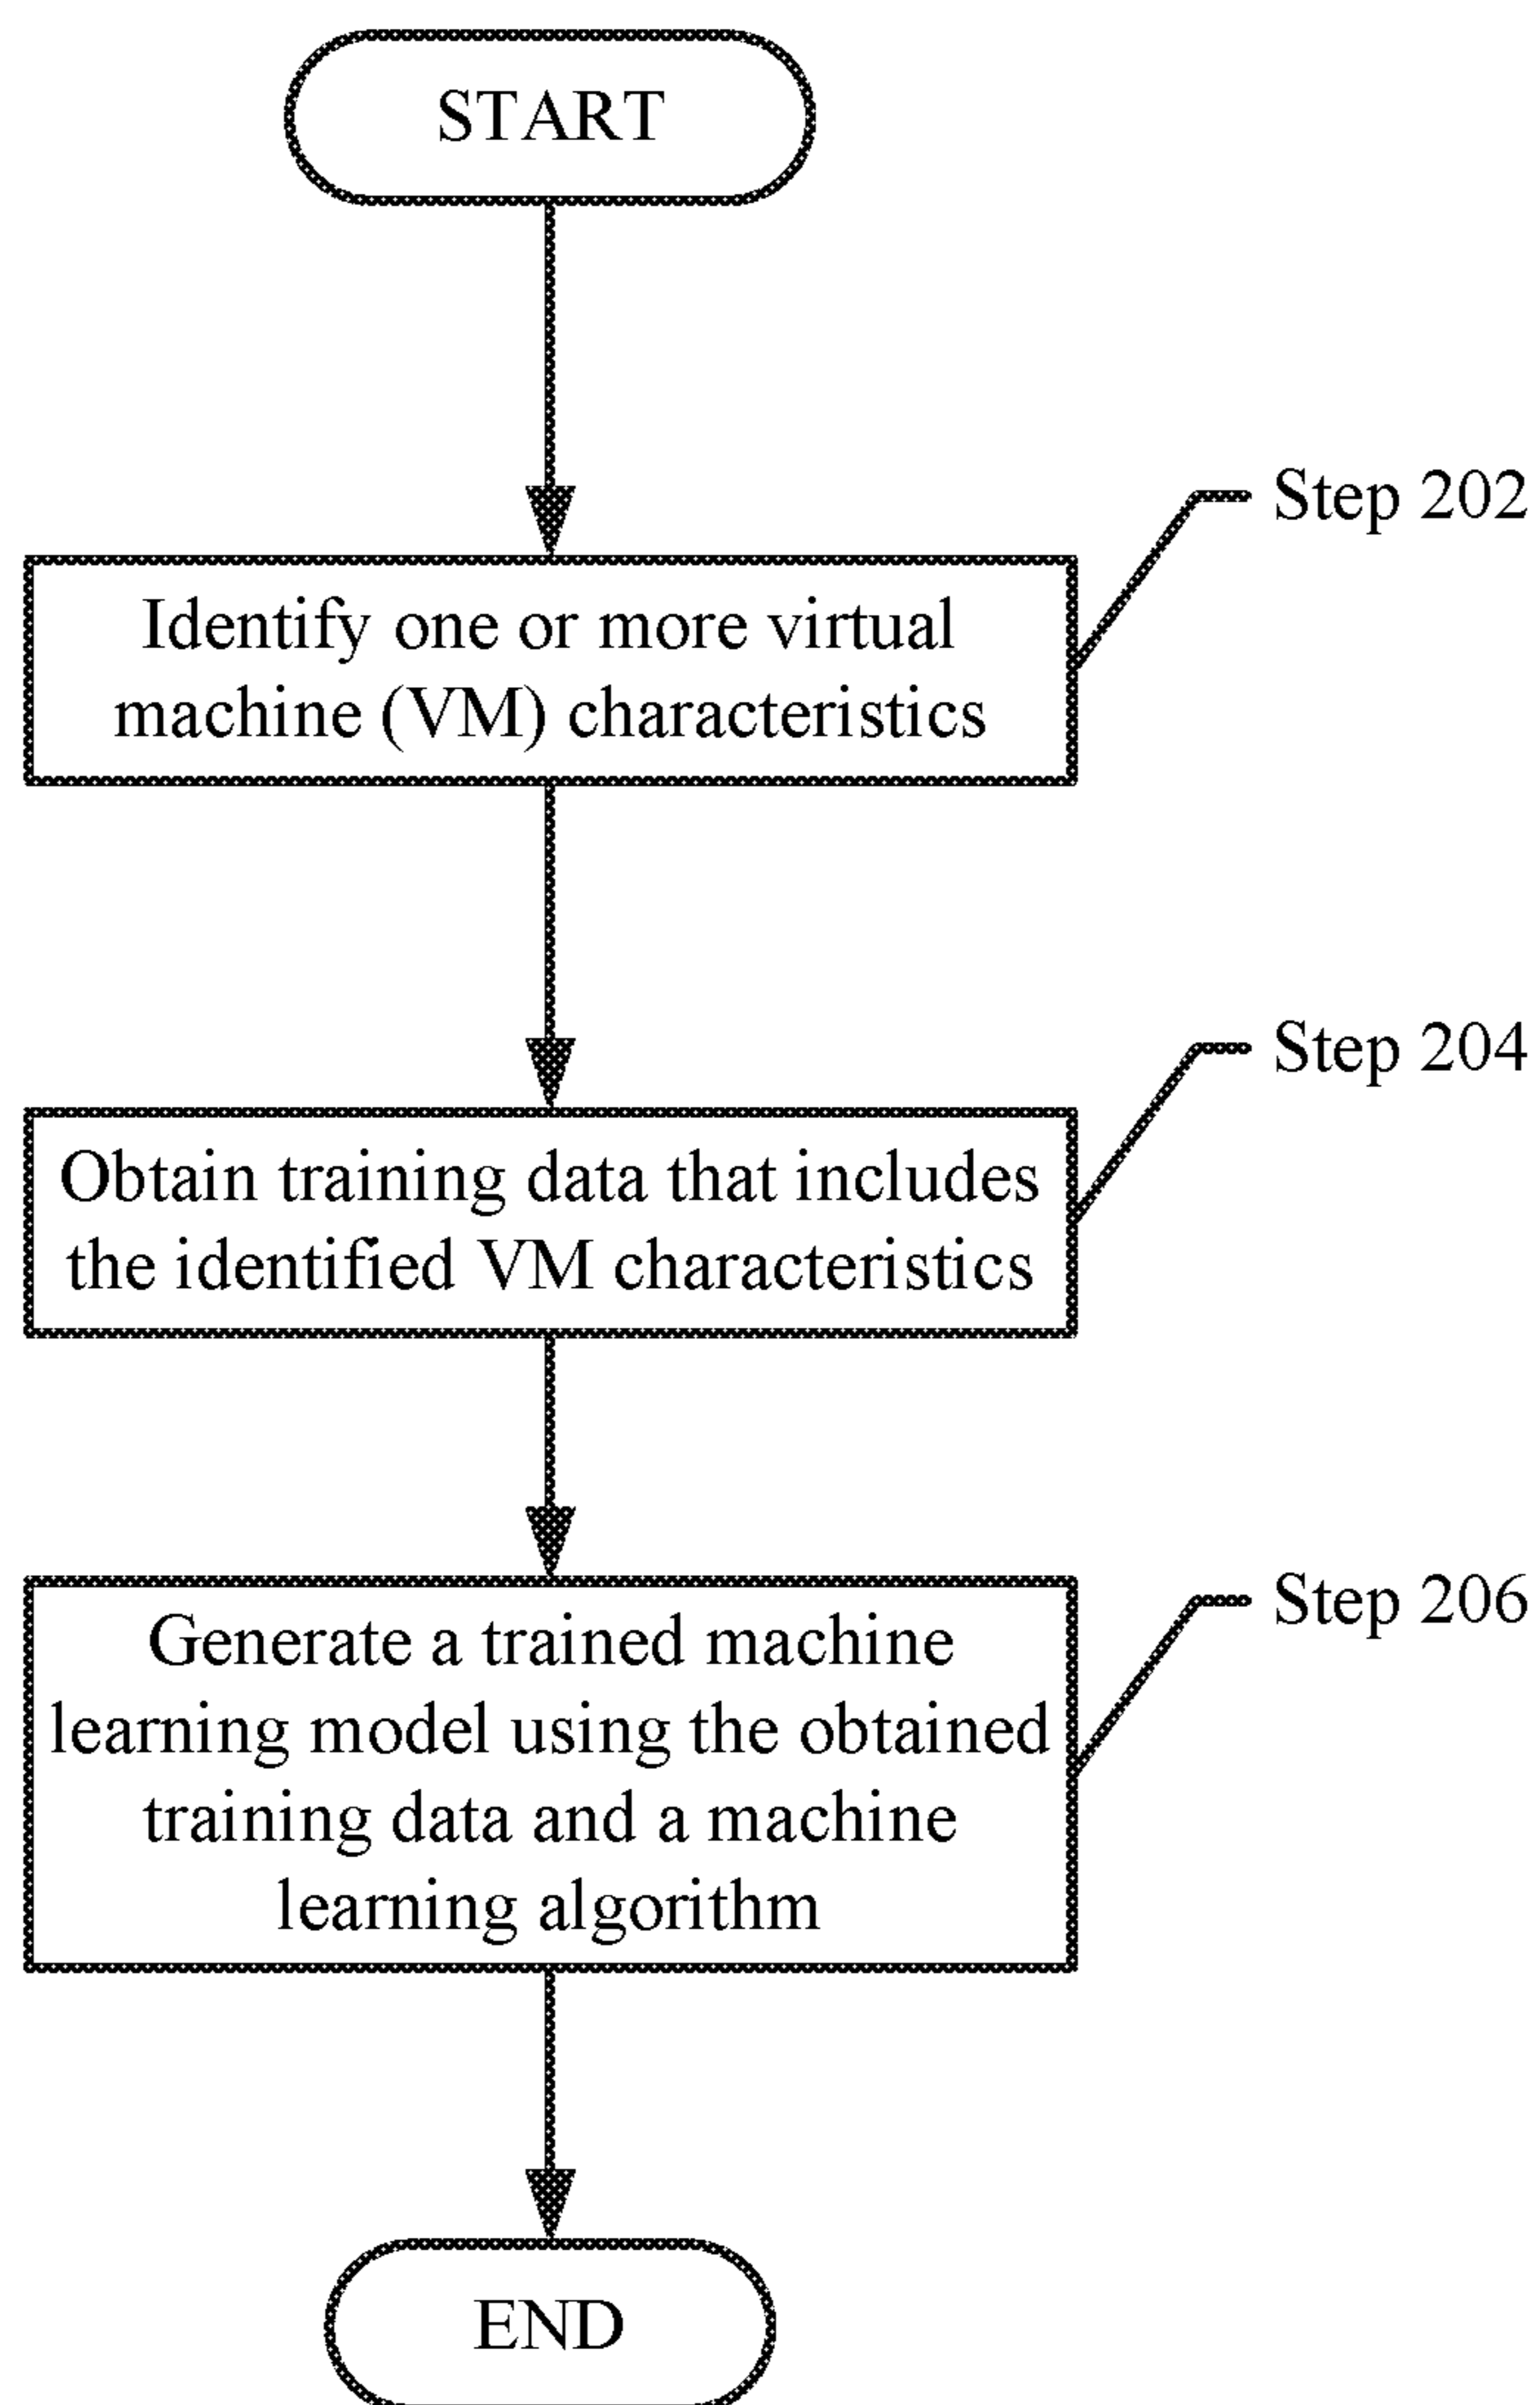 START
Step 202
Identify one or more virtual
machine (VM) characteristics
Step 204
Obtain training data that includes
the identified VM characteristics
Step 206
Generate a trained machine
learning model using the obtained
training data and a machine
learning algorithm
END